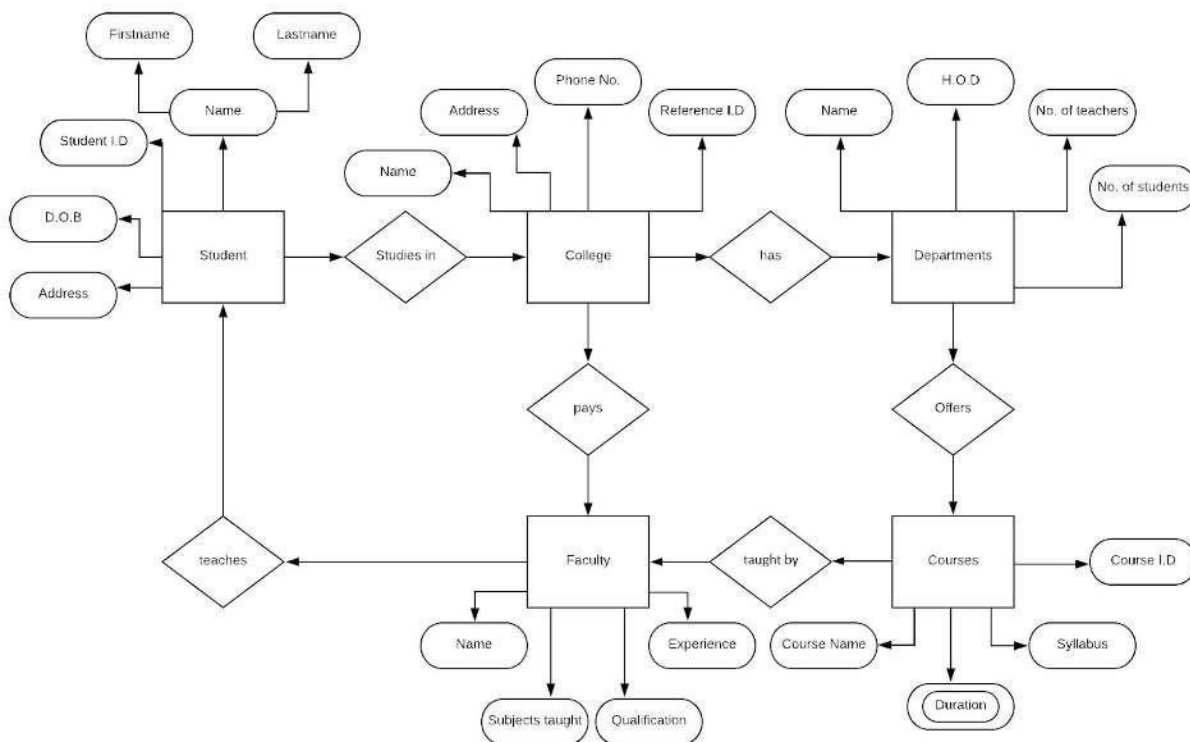 Firstname
Lastname
Name
Student I.D
D.O.B
Address
Student
Studies in
Name
Address
Phone No.
Reference I.D
College
has
Name
H.O.D
No. of teachers
No. of students
Departments
pays
Offers
teaches
Faculty
taught by
Courses
Course I.D
Name
Experience
Course Name
Syllabus
Subjects taught
Qualification
Duration